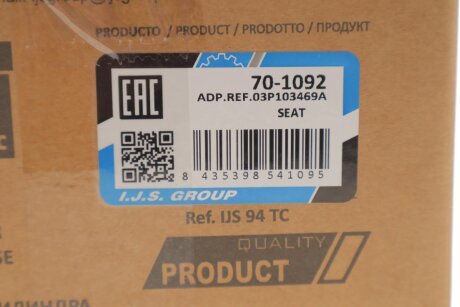 PRODUCTO / PRODUCT / PRODOTTO / ПРОДУКТ
EAC
70-1092
ADP.REF.03P103469A
SEAT
8 435398 541095
I.J.S. GROUP
Ref. IJS 94 TC
QUALITY
PRODUCT